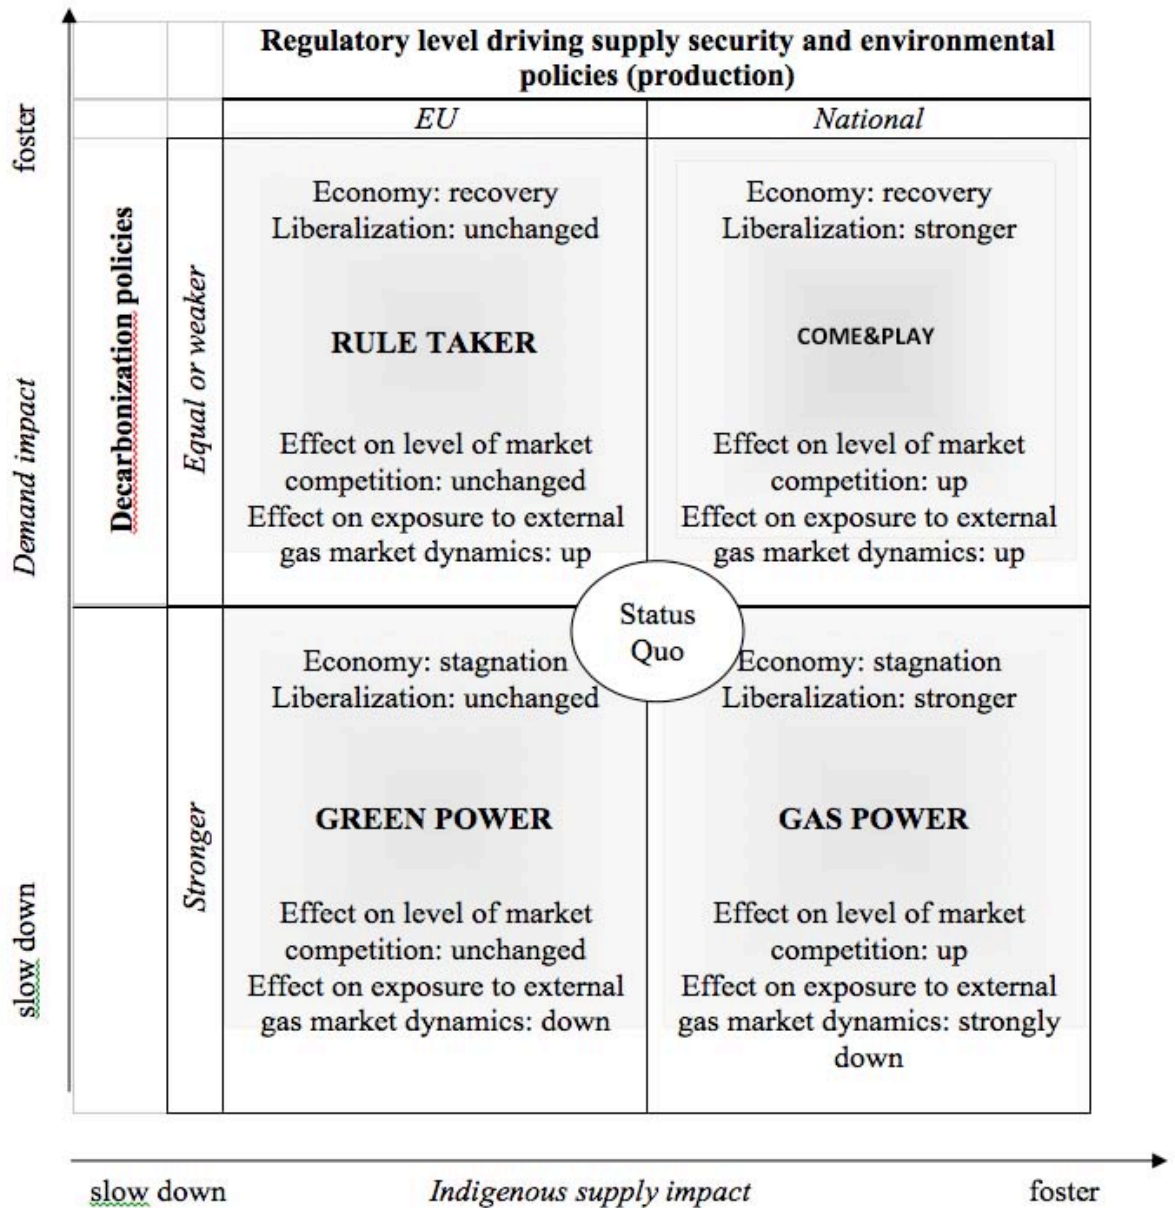 Regulatory level driving supply security and environmental
policies (production)
EU
National
foster
Demand impact
slow down
Decarbonization policies
Equal or weaker
Economy: recovery
Liberalization: unchanged
RULE TAKER
Effect on level of market
competition: unchanged
Effect on exposure to external
gas market dynamics: up
Economy: recovery
Liberalization: stronger
COME&PLAY
Effect on level of market
competition: up
Effect on exposure to external
gas market dynamics: up
Status
Quo
Stronger
Economy: stagnation
Liberalization: unchanged
GREEN POWER
Effect on level of market
competition: unchanged
Effect on exposure to external
gas market dynamics: down
Economy: stagnation
Liberalization: stronger
GAS POWER
Effect on level of market
competition: up
Effect on exposure to external
gas market dynamics: strongly
down
slow down
Indigenous supply impact
foster